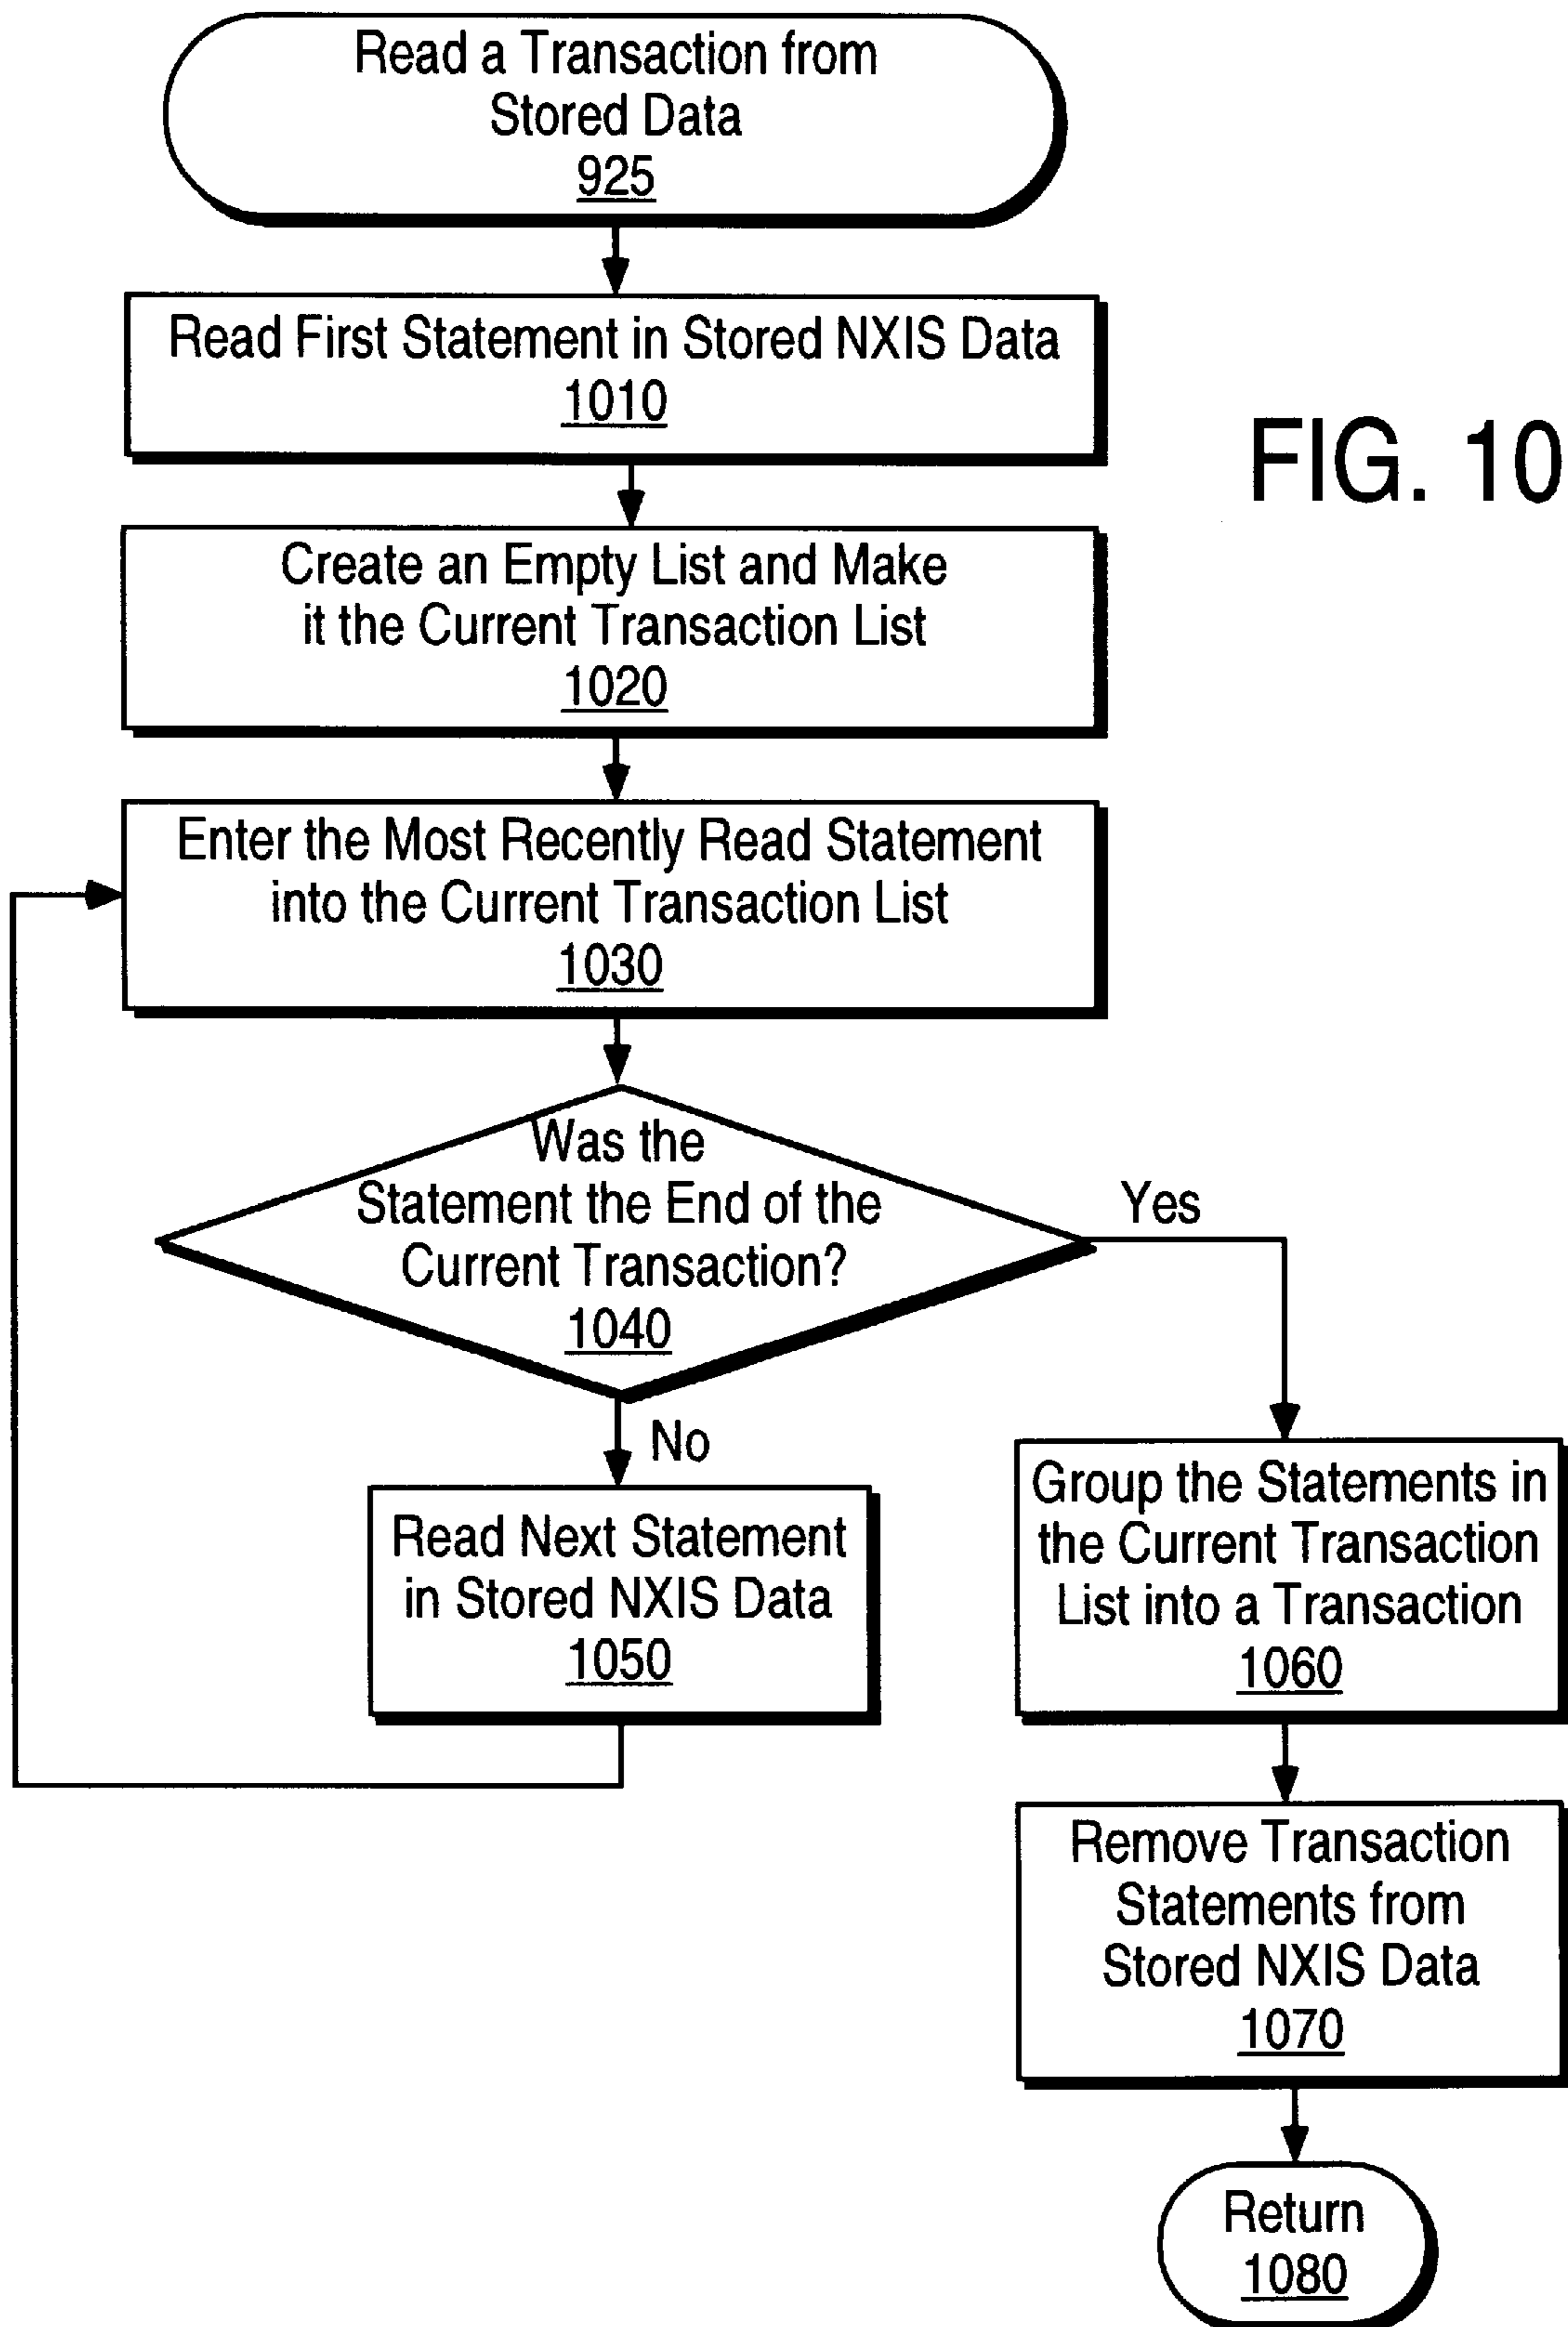 Read a Transaction from
Stored Data
925
Read First Statement in Stored NXIS Data
1010
FIG. 10
Create an Empty List and Make
it the Current Transaction List
1020
Enter the Most Recently Read Statement
into the Current Transaction List
1030
Was the
Statement the End of the
Current Transaction?
1040
Yes
No
Read Next Statement
in Stored NXIS Data
1050
Group the Statements in
the Current Transaction
List into a Transaction
1060
Remove Transaction
Statements from
Stored NXIS Data
1070
Return
1080